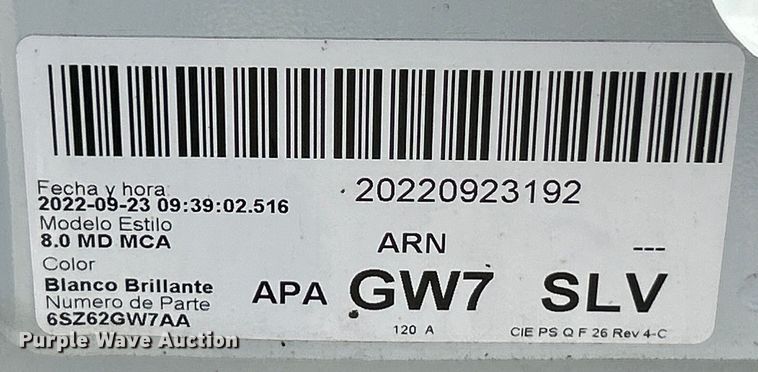 Fecha y hora
2022-09-23 09:39:02.516
20220923192
Modelo Estilo
8.0 MD MCA
ARN ---
Color
Blanco Brillante
APA GW7 SLV
Numero de Parte
6SZ62GW7AA
120 A
CIE PS Q F 26 Rev 4-C
Purple Wave Auction